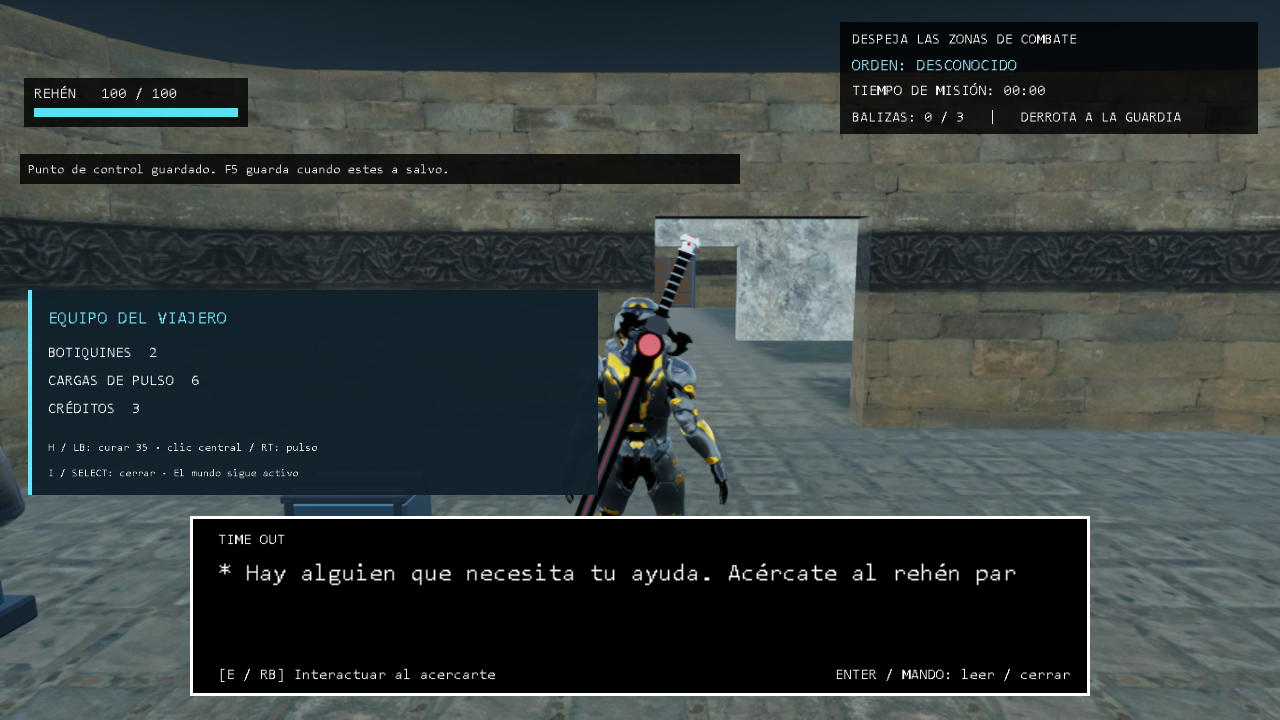 REHÉN 100 / 100
DESPEJA LAS ZONAS DE COMBATE
ORDEN: DESCONOCIDO
TIEMPO DE MISIÓN: 00:00
BALIZAS: 0 / 3 | DERROTA A LA GUARDIA
Punto de control guardado. F5 guarda cuando estes a salvo.
EQUIPO DEL VIAJERO
BOTIQUINES 2
CARGAS DE PULSO 6
CRÉDITOS 3
H / LB: curar 35 · clic central / RT: pulso
I / SELECT: cerrar · El mundo sigue activo
TIME OUT
* Hay alguien que necesita tu ayuda. Acércate al rehén par
[E / RB] Interactuar al acercarte
ENTER / MANDO: leer / cerrar